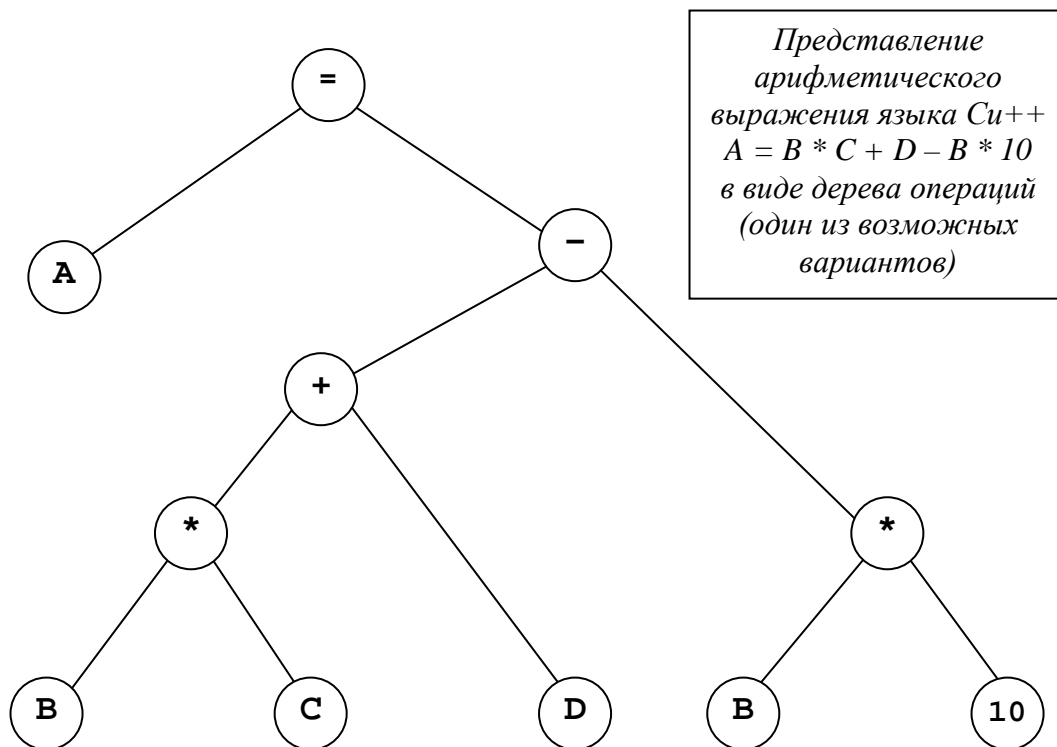 Представление
арифметического
выражения языка Си++
A = B * C + D – B * 10
в виде дерева операций
(один из возможных
вариантов)
=
A
–
+
*
*
B
C
D
B
10